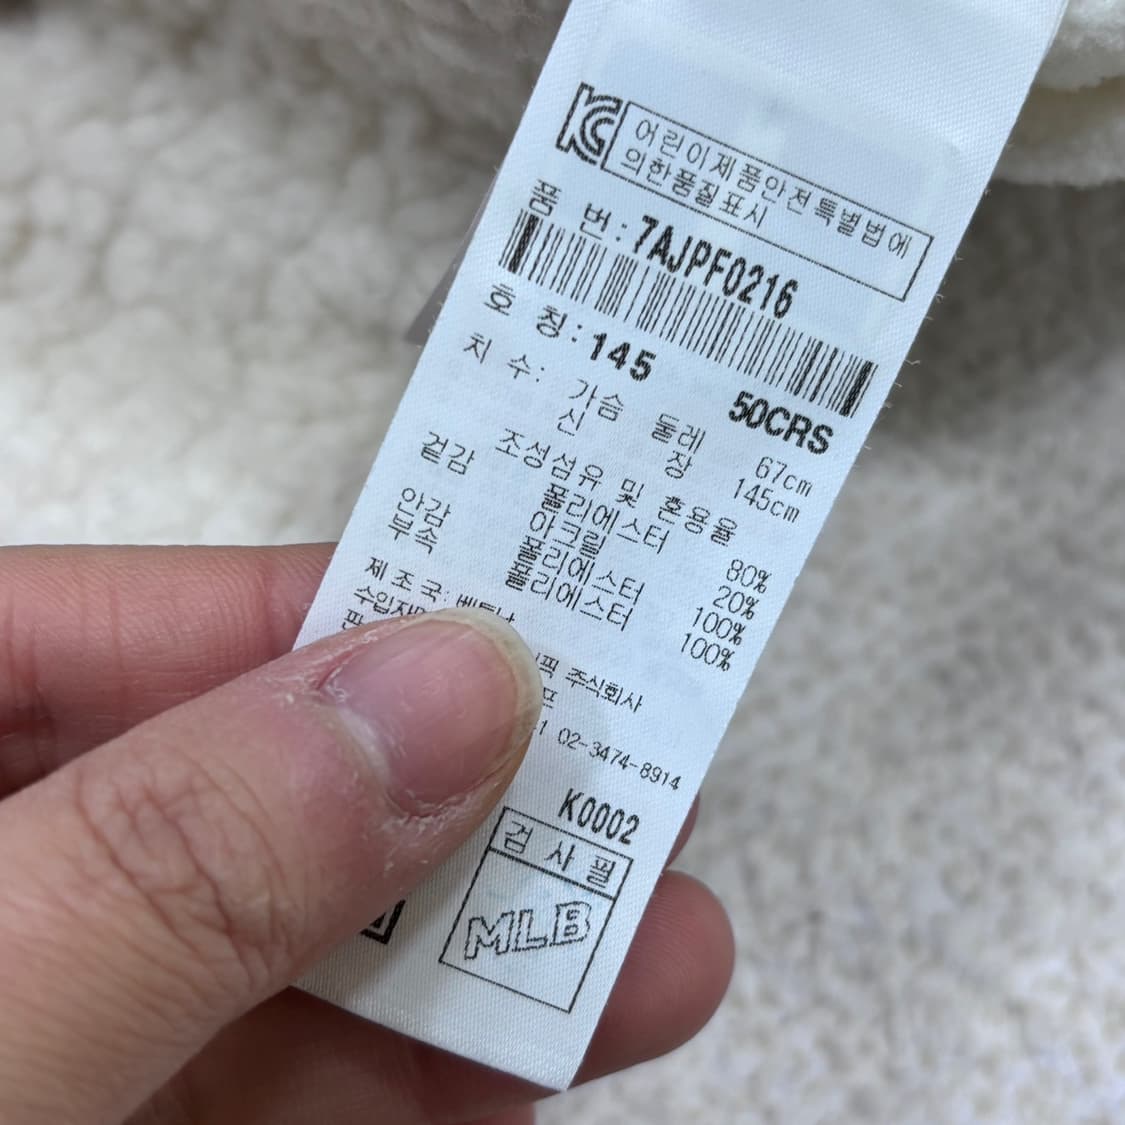 KC 어린이제품안전특별법에
의한품질표시
품 번: 7AJPF0216
호 칭: 145 50CRS
치 수: 가슴 둘레 67cm
신 장 145cm
조성섬유 및 혼용율
겉감 폴리에스터 80%
아크릴 20%
안감 폴리에스터 100%
부속 폴리에스터 100%
제 조 국: 베트남
주식회사
02-3474-8914
K0002
검 사 필
MLB